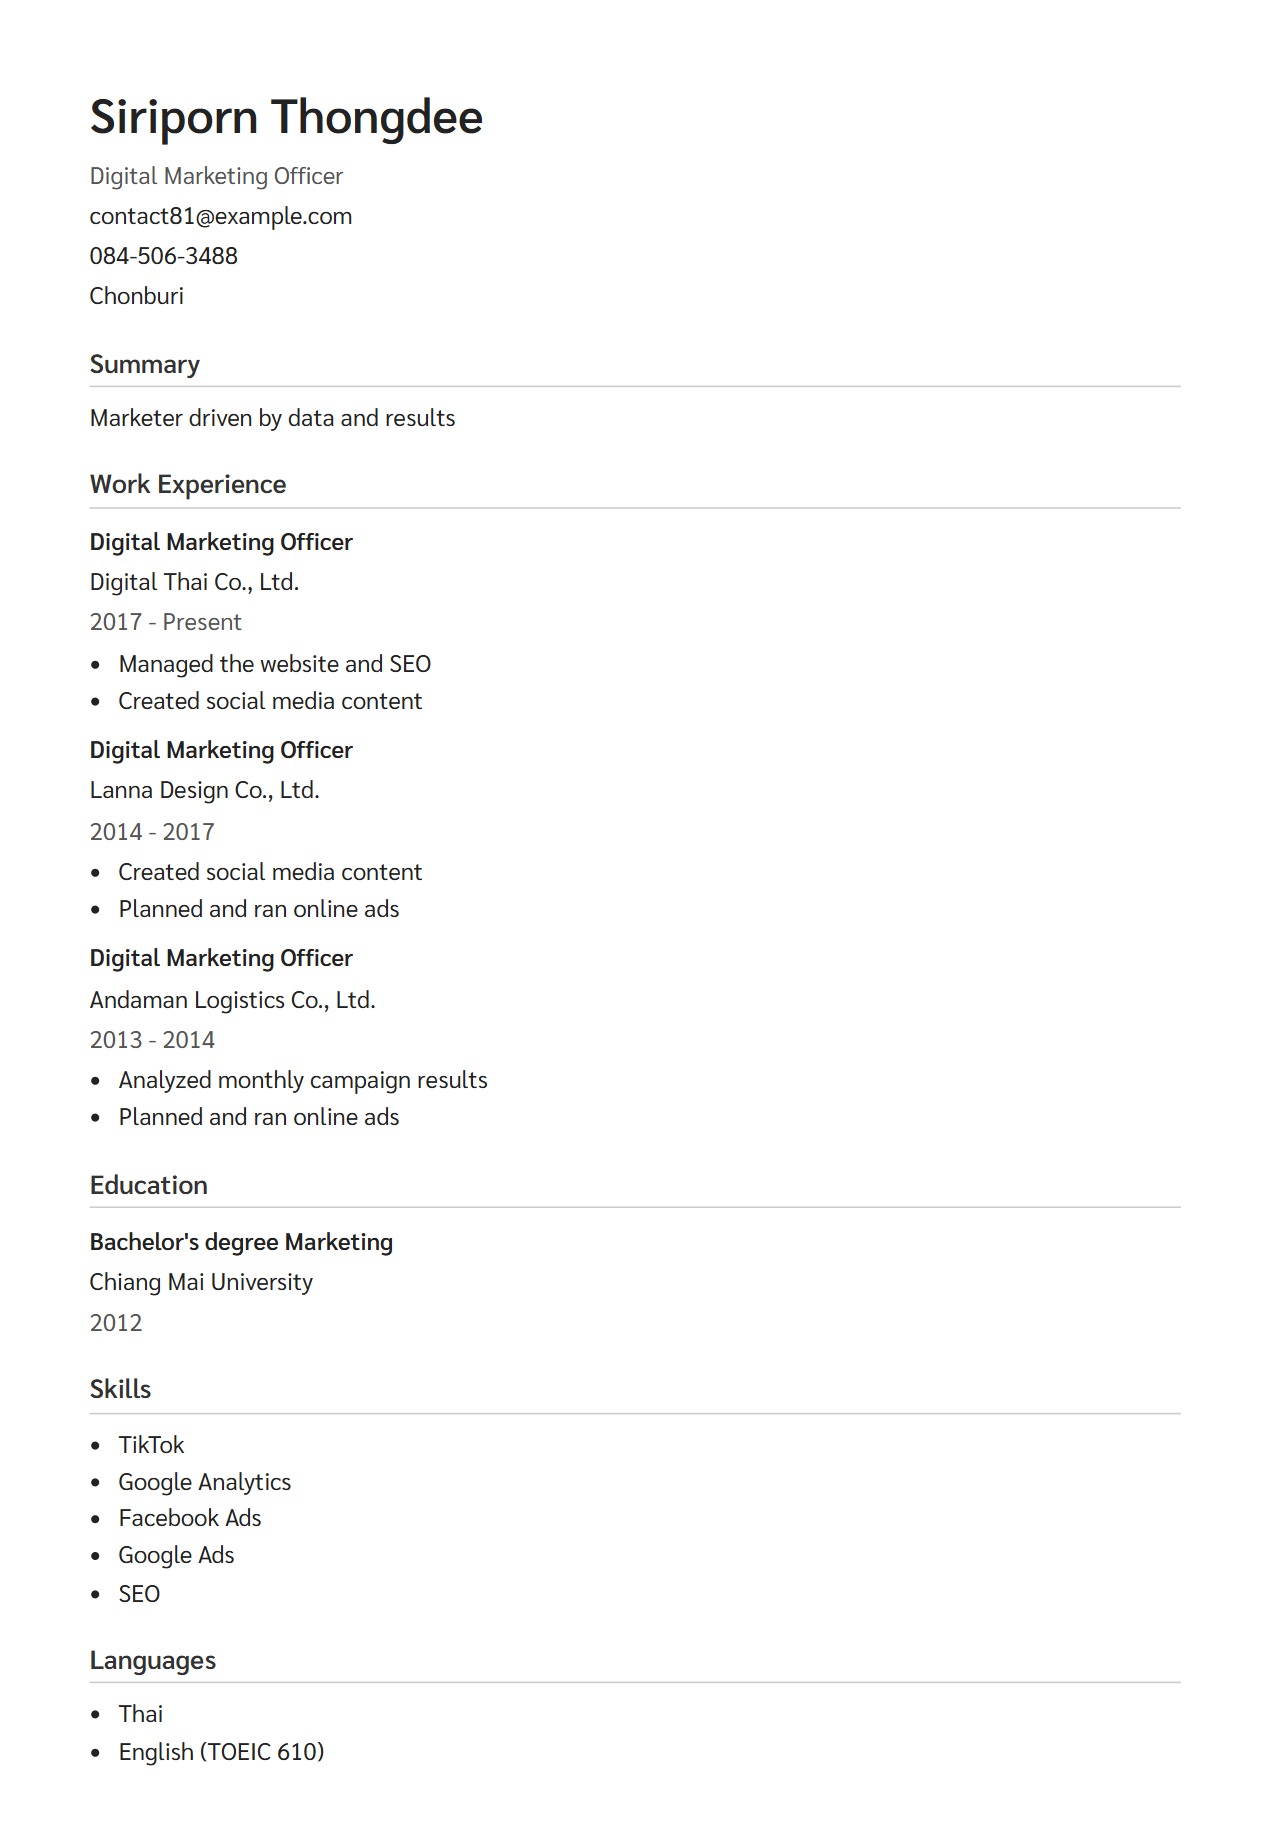 Siriporn Thongdee
Digital Marketing Officer
contact81@example.com
084-506-3488
Chonburi
Summary
Marketer driven by data and results
Work Experience
Digital Marketing Officer
Digital Thai Co., Ltd.
2017 - Present
• Managed the website and SEO
• Created social media content
Digital Marketing Officer
Lanna Design Co., Ltd.
2014 - 2017
• Created social media content
• Planned and ran online ads
Digital Marketing Officer
Andaman Logistics Co., Ltd.
2013 - 2014
• Analyzed monthly campaign results
• Planned and ran online ads
Education
Bachelor's degree Marketing
Chiang Mai University
2012
Skills
• TikTok
• Google Analytics
• Facebook Ads
• Google Ads
• SEO
Languages
• Thai
• English (TOEIC 610)